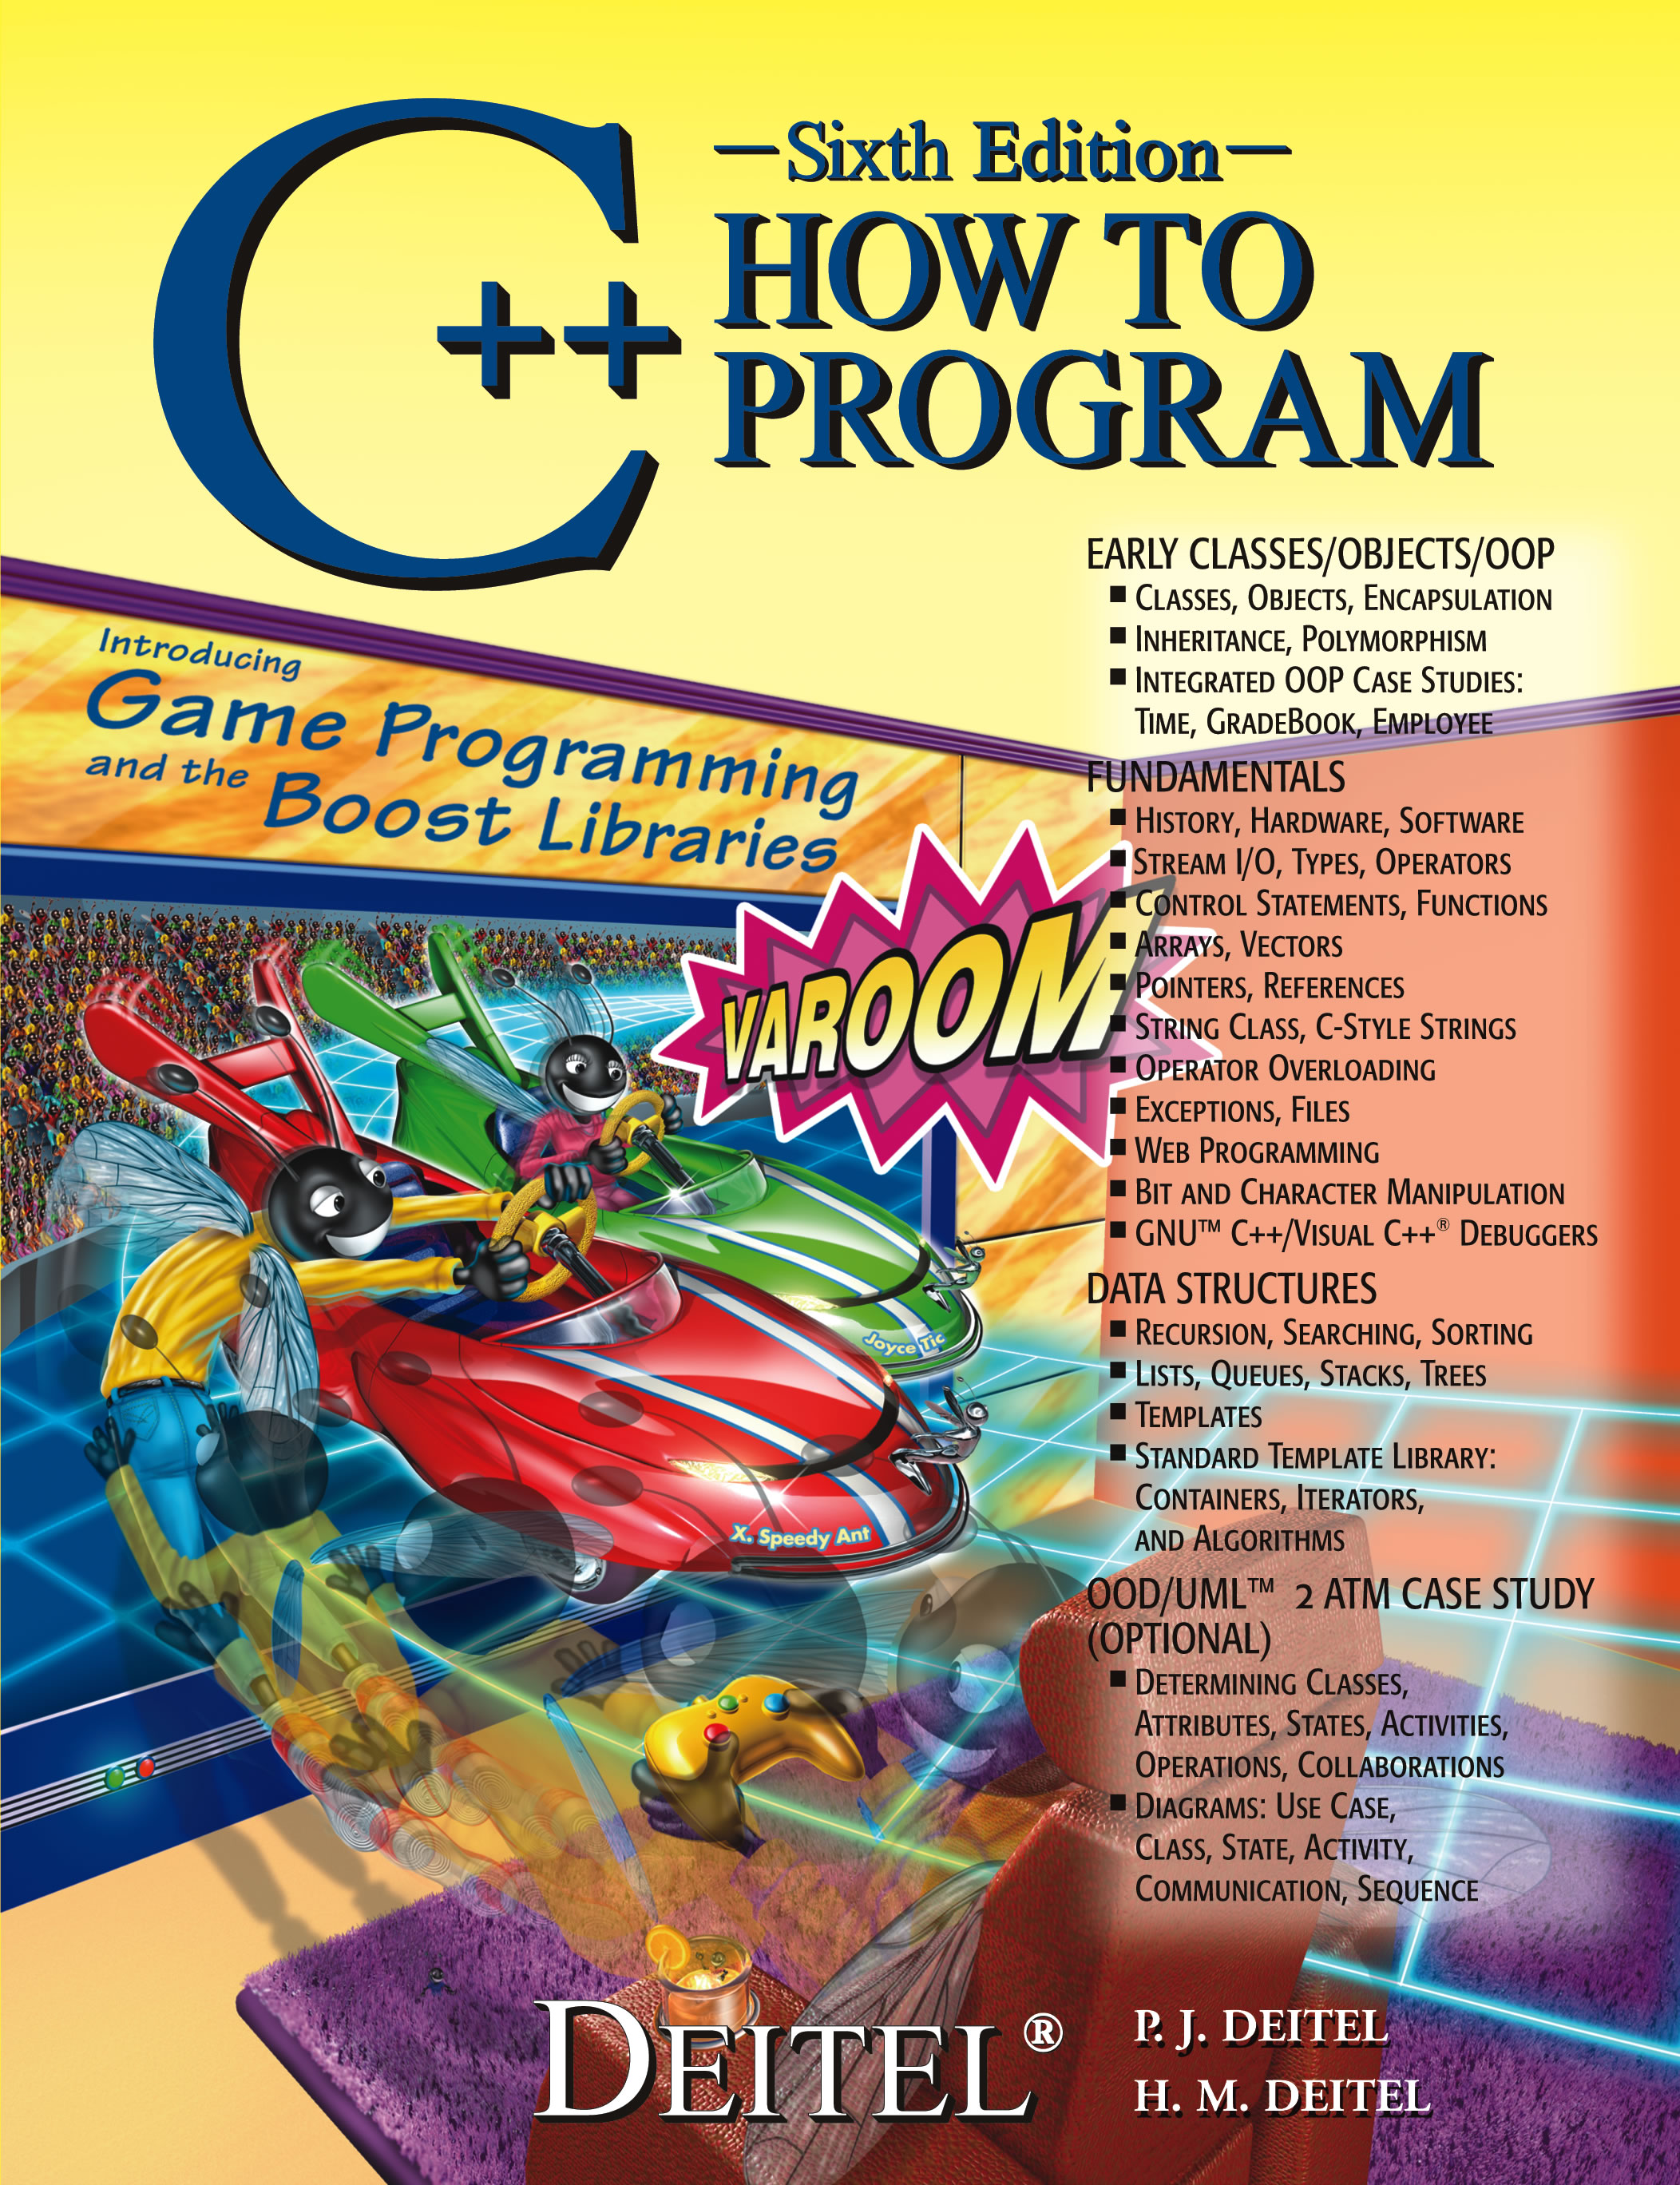 C++
—Sixth Edition—
HOW TO
PROGRAM
Introducing
Game Programming
and the Boost Libraries
VAROOM
Joyce Tic
X. Speedy Ant
EARLY CLASSES/OBJECTS/OOP
■ CLASSES, OBJECTS, ENCAPSULATION
■ INHERITANCE, POLYMORPHISM
■ INTEGRATED OOP CASE STUDIES:
TIME, GRADEBOOK, EMPLOYEE
FUNDAMENTALS
■ HISTORY, HARDWARE, SOFTWARE
■ STREAM I/O, TYPES, OPERATORS
■ CONTROL STATEMENTS, FUNCTIONS
■ ARRAYS, VECTORS
■ POINTERS, REFERENCES
■ STRING CLASS, C-STYLE STRINGS
■ OPERATOR OVERLOADING
■ EXCEPTIONS, FILES
■ WEB PROGRAMMING
■ BIT AND CHARACTER MANIPULATION
■ GNU™ C++/VISUAL C++® DEBUGGERS
DATA STRUCTURES
■ RECURSION, SEARCHING, SORTING
■ LISTS, QUEUES, STACKS, TREES
■ TEMPLATES
■ STANDARD TEMPLATE LIBRARY:
CONTAINERS, ITERATORS,
AND ALGORITHMS
OOD/UML™ 2 ATM CASE STUDY
(OPTIONAL)
■ DETERMINING CLASSES,
ATTRIBUTES, STATES, ACTIVITIES,
OPERATIONS, COLLABORATIONS
■ DIAGRAMS: USE CASE,
CLASS, STATE, ACTIVITY,
COMMUNICATION, SEQUENCE
DEITEL®
P. J. DEITEL
H. M. DEITEL